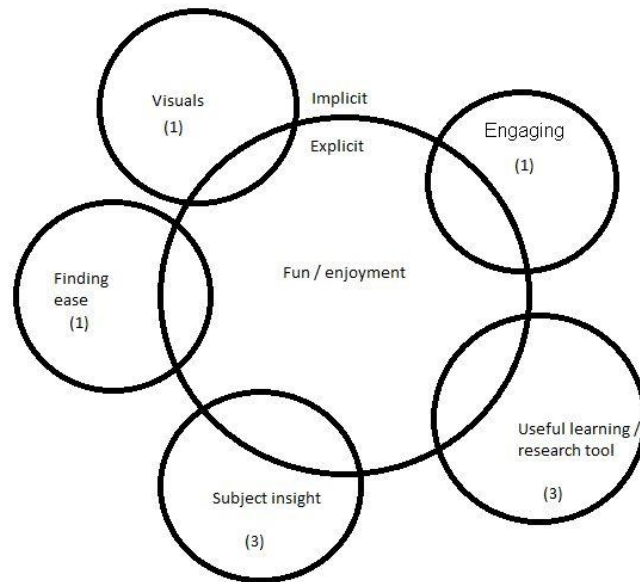 Visuals
(1)
Implicit
Explicit
Engaging
(1)
Fun / enjoyment
Finding
ease
(1)
Useful learning /
research tool
(3)
Subject insight
(3)